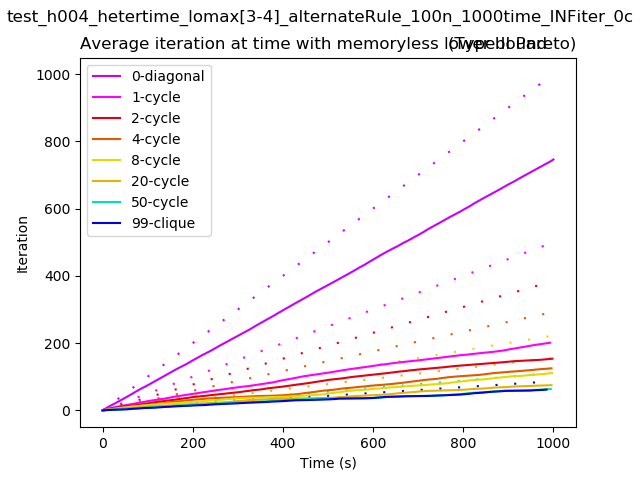 test_h004_hetertime_lomax[3-4]_alternateRule_100n_1000time_INFiter_0c
Average iteration at time with memoryless lower bound
(Type II Pareto)
1000
800
600
400
200
0
Iteration
0-diagonal
1-cycle
2-cycle
4-cycle
8-cycle
20-cycle
50-cycle
99-clique
0 200 400 600 800 1000
Time (s)